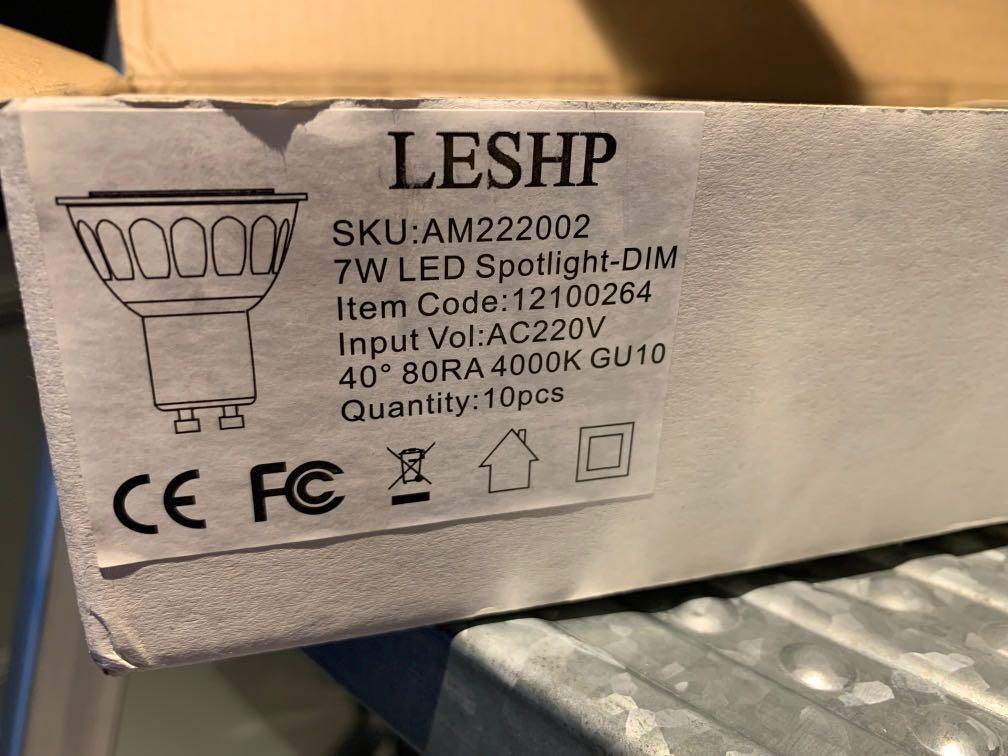 LESHP
SKU:AM222002
7W LED Spotlight-DIM
Item Code:12100264
Input Vol:AC220V
40° 80RA 4000K GU10
Quantity:10pcs
CE FC